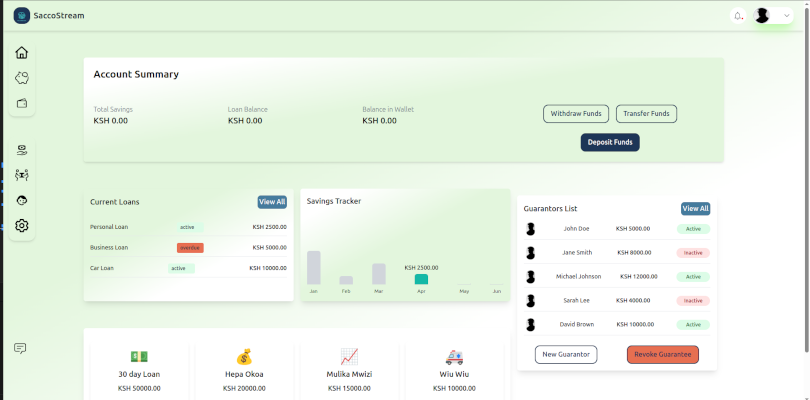 SaccoStream
Account Summary
Total Savings
KSH 0.00
Loan Balance
KSH 0.00
Balance in Wallet
KSH 0.00
Withdraw Funds
Transfer Funds
Deposit Funds
Current Loans
View All
Personal Loan active KSH 2500.00
Business Loan overdue KSH 5000.00
Car Loan active KSH 10000.00
Savings Tracker
KSH 2500.00
Jan Feb Mar Apr May Jun
Guarantors List
View All
John Doe KSH 5000.00 Active
Jane Smith KSH 8000.00 Inactive
Michael Johnson KSH 12000.00 Active
Sarah Lee KSH 4000.00 Inactive
David Brown KSH 10000.00 Active
New Guarantor
Revoke Guarantee
30 day Loan
KSH 50000.00
Hepa Okoa
KSH 20000.00
Mulika Mwizi
KSH 15000.00
Wiu Wiu
KSH 10000.00